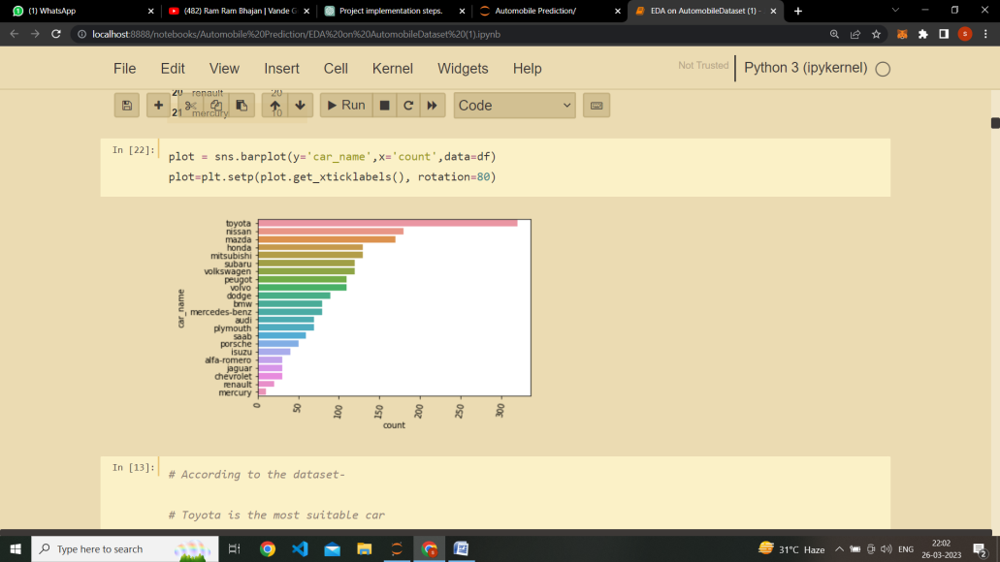 (1) WhatsApp
(482) Ram Ram Bhajan | Vande G
Project implementation steps.
Automobile Prediction/
EDA on AutomobileDataset (1) -
localhost:8888/notebooks/Automobile%20Prediction/EDA%20on%20AutomobileDataset%20(1).ipynb
S
File Edit View Insert Cell Kernel Widgets Help
Not Trusted
Python 3 (ipykernel)
20 renault 20
21 mercury 10
Run
Code
In [22]:
plot = sns.barplot(y='car_name',x='count',data=df)
plot=plt.setp(plot.get_xticklabels(), rotation=80)
car_name
toyota
nissan
mazda
honda
mitsubishi
subaru
volkswagen
peugot
volvo
dodge
bmw
mercedes-benz
audi
plymouth
saab
porsche
isuzu
alfa-romero
jaguar
chevrolet
renault
mercury
0 50 100 150 200 250 300
count
In [13]:
# According to the dataset-
# Toyota is the most suitable car
Type here to search
31°C Haze
ENG
22:02
26-03-2023
2